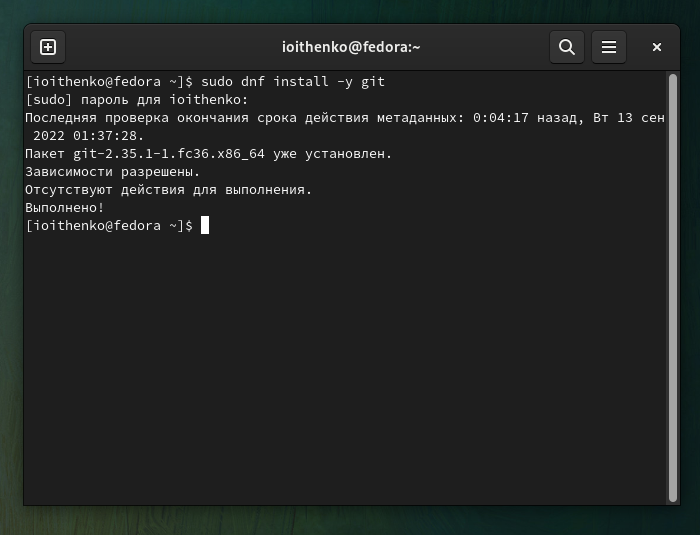 ioithenko@fedora:~
[ioithenko@fedora ~]$ sudo dnf install -y git
[sudo] пароль для ioithenko:
Последняя проверка окончания срока действия метаданных: 0:04:17 назад, Вт 13 сен
2022 01:37:28.
Пакет git-2.35.1-1.fc36.x86_64 уже установлен.
Зависимости разрешены.
Отсутствуют действия для выполнения.
Выполнено!
[ioithenko@fedora ~]$